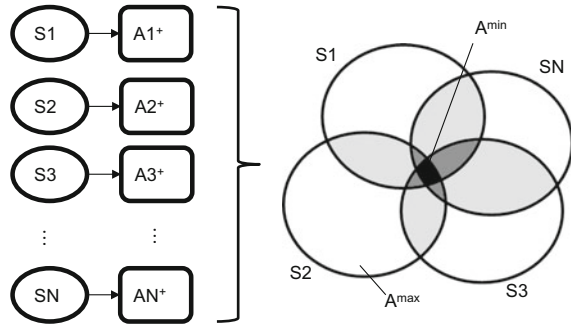 S1 A1⁺
S2 A2⁺
S3 A3⁺
⋮ ⋮
SN AN⁺
Aᵐⁱⁿ
S1
SN
S2
S3
Aᵐᵃˣ